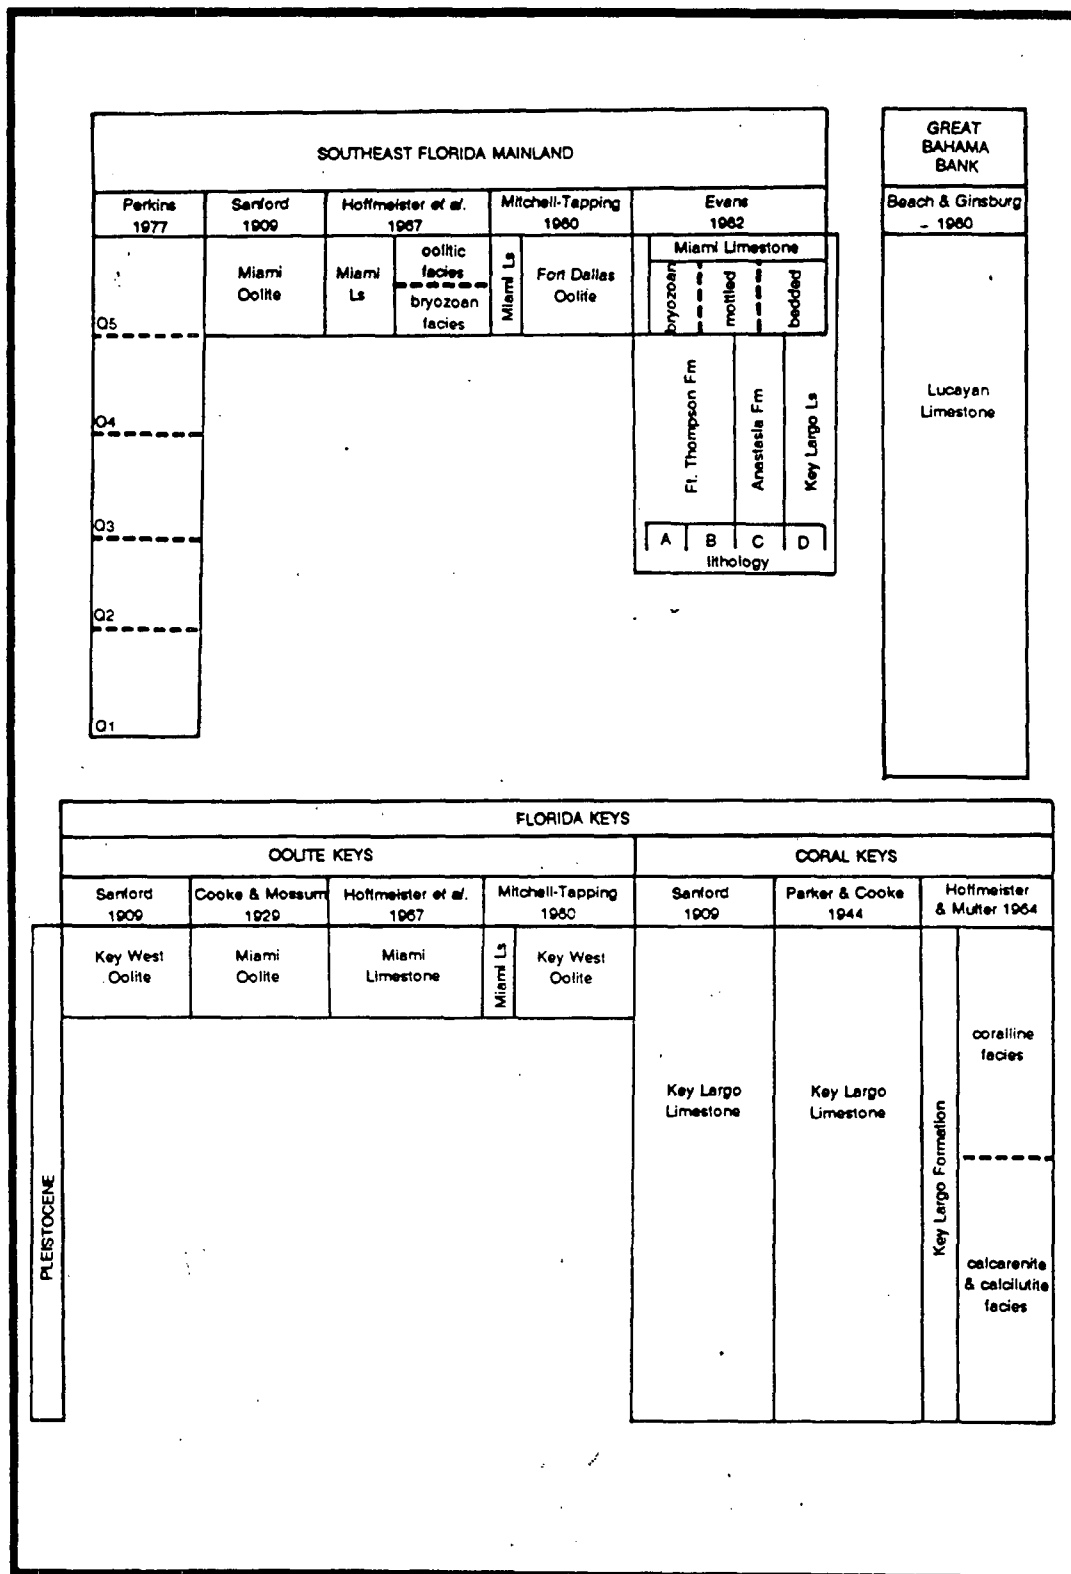 SOUTHEAST FLORIDA MAINLAND
Perkins
1977
Sanford
1909
Hoffmeister et al.
1967
Mitchell-Tapping
1980
Evans
1982
Q5
Q4
Q3
Q2
Q1
Miami
Oolite
Miami
Ls
oolitic
facies
bryozoan
facies
Miami Ls
Fort Dallas
Oolite
Miami Limestone
bryozoan
mottled
bedded
Ft. Thompson Fm
Anastasia Fm
Key Largo Ls
A B C D
lithology
GREAT
BAHAMA
BANK
Beach & Ginsburg
1980
Lucayan
Limestone
FLORIDA KEYS
OOLITE KEYS
CORAL KEYS
Sanford
1909
Cooke & Mossum
1929
Hoffmeister et al.
1967
Mitchell-Tapping
1980
Sanford
1909
Parker & Cooke
1944
Hoffmeister
& Multer 1964
PLEISTOCENE
Key West
Oolite
Miami
Oolite
Miami
Limestone
Miami Ls
Key West
Oolite
Key Largo
Limestone
Key Largo
Limestone
Key Largo Formation
coralline
facies
calcarenite
& calcilutite
facies